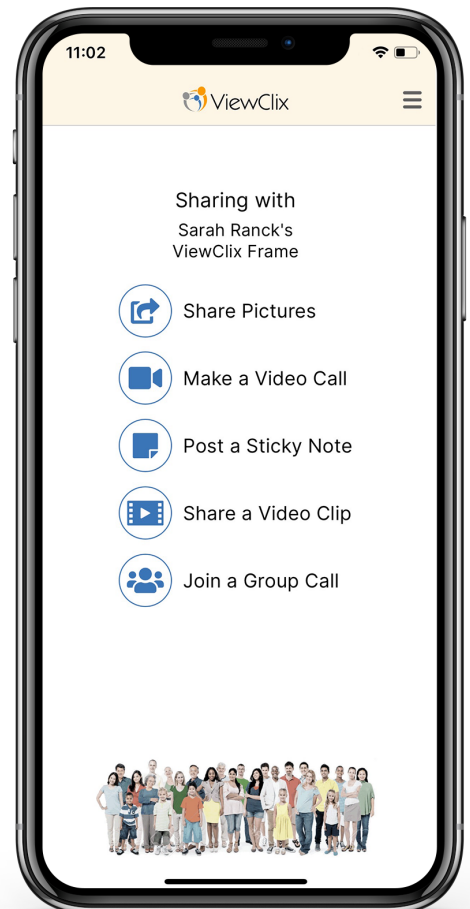 11:02
ViewClix
Sharing with
Sarah Ranck's
ViewClix Frame
Share Pictures
Make a Video Call
Post a Sticky Note
Share a Video Clip
Join a Group Call